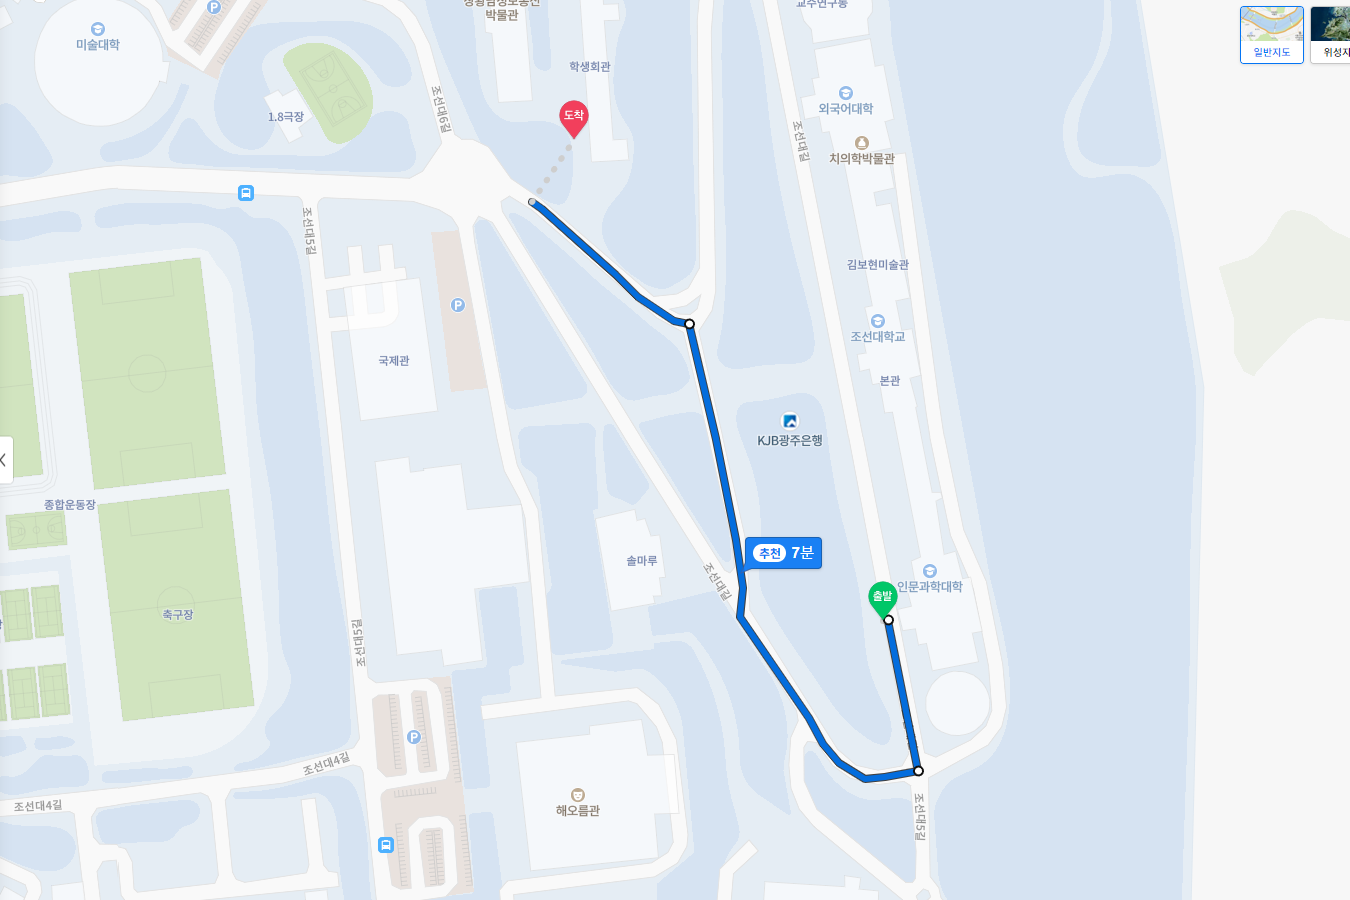 박물관
미술대학
학생회관
1.8극장
도착
조선대6길
외국어대학
조선대길
치의학박물관
일반지도
조선대5길
김보현미술관
국제관
조선대학교
본관
KJB광주은행
종합운동장
추천 7분
솔마루
조선대길
출발
인문과학대학
축구장
조선대5길
조선대4길
조선대4길
해오름관
조선대5길
P
P
P